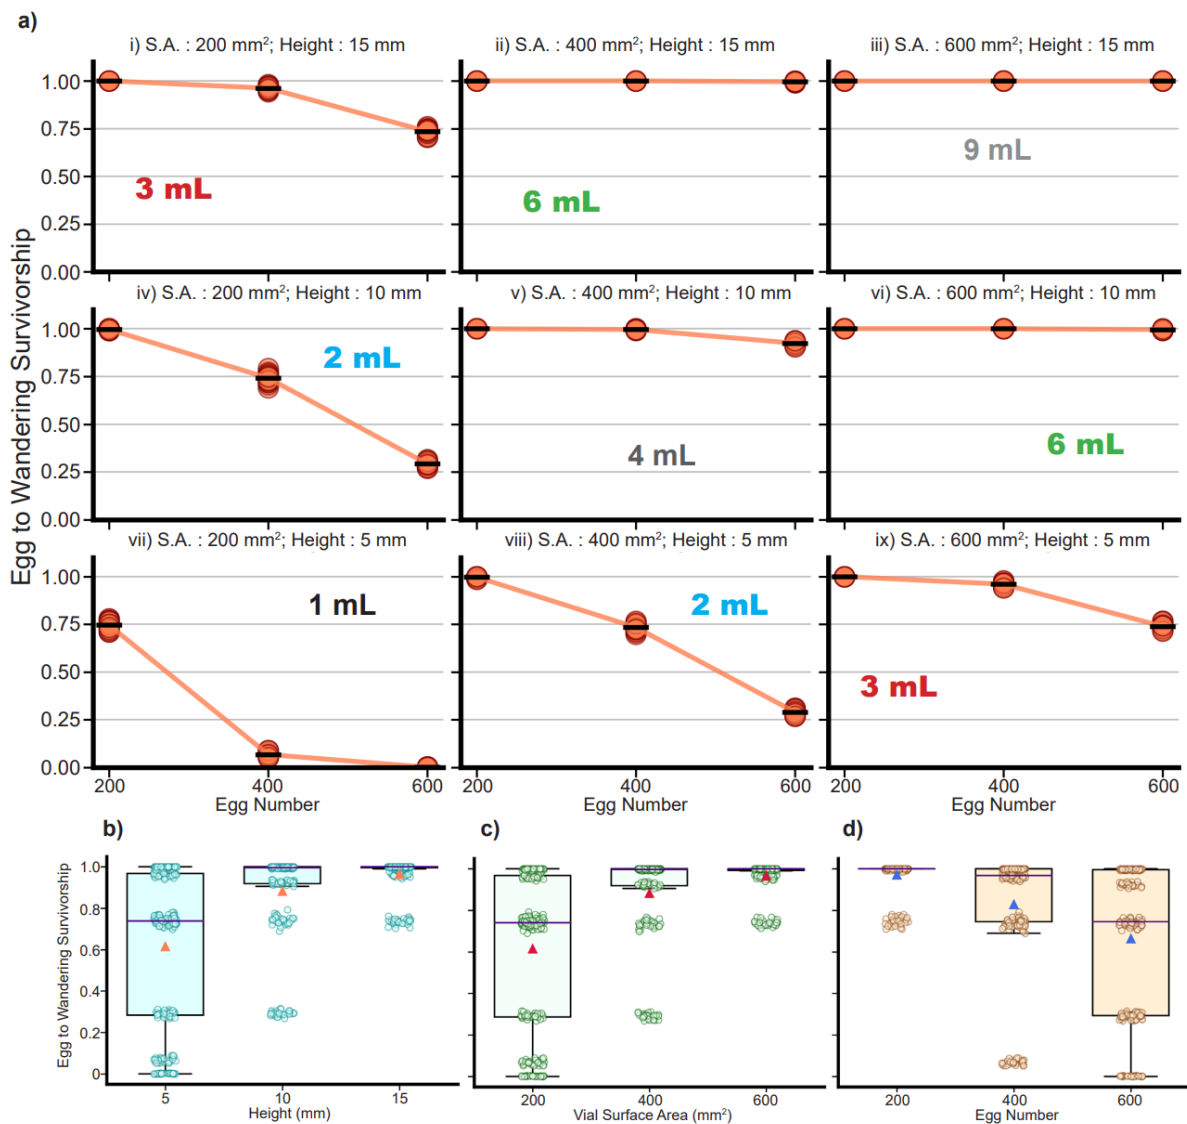 a)
i) S.A. : 200 mm²; Height : 15 mm
ii) S.A. : 400 mm²; Height : 15 mm
iii) S.A. : 600 mm²; Height : 15 mm
Egg to Wandering Survivorship
1.00
0.75
0.50
0.25
0.00
3 mL
6 mL
9 mL
iv) S.A. : 200 mm²; Height : 10 mm
v) S.A. : 400 mm²; Height : 10 mm
vi) S.A. : 600 mm²; Height : 10 mm
1.00
0.75
0.50
0.25
0.00
2 mL
4 mL
6 mL
vii) S.A. : 200 mm²; Height : 5 mm
viii) S.A. : 400 mm²; Height : 5 mm
ix) S.A. : 600 mm²; Height : 5 mm
1.00
0.75
0.50
0.25
0.00
1 mL
2 mL
3 mL
200 400 600
200 400 600
200 400 600
Egg Number
Egg Number
Egg Number
b)
Egg to Wandering Survivorship
1.0
0.8
0.6
0.4
0.2
0
5 10 15
Height (mm)
c)
200 400 600
Vial Surface Area (mm²)
d)
200 400 600
Egg Number